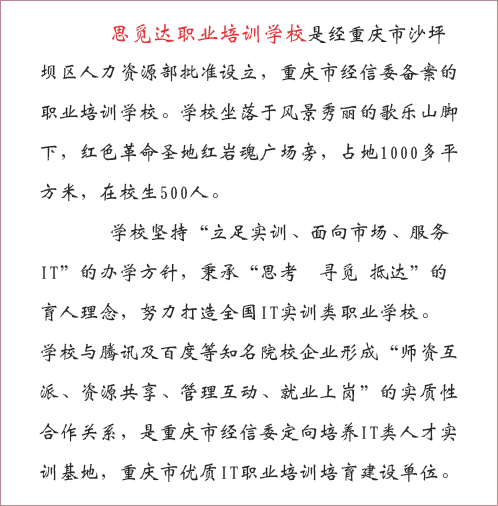 思觅达职业培训学校是经重庆市沙坪
坝区人力资源部批准设立，重庆市经信委备案的
职业培训学校。学校坐落于风景秀丽的歌乐山脚
下，红色革命圣地红岩魂广场旁，占地1000多平
方米，在校生500人。
学校坚持“立足实训、面向市场、服务
IT”的办学方针，秉承“思考 寻觅 抵达”的
育人理念，努力打造全国IT实训类职业学校。
学校与腾讯及百度等知名院校企业形成“师资互
派、资源共享、管理互动、就业上岗”的实质性
合作关系，是重庆市经信委定向培养IT类人才实
训基地，重庆市优质IT职业培训培育建设单位。